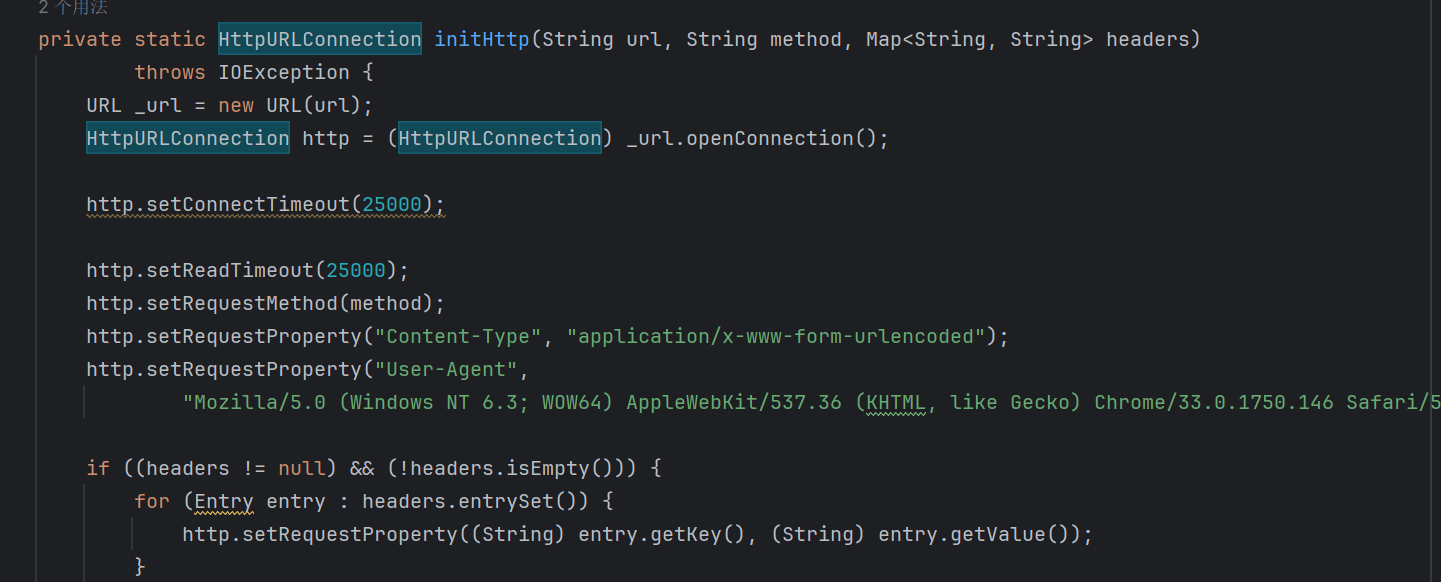 2 个用法
private static HttpURLConnection initHttp(String url, String method, Map<String, String> headers)
throws IOException {
URL _url = new URL(url);
HttpURLConnection http = (HttpURLConnection) _url.openConnection();
http.setConnectTimeout(25000);
http.setReadTimeout(25000);
http.setRequestMethod(method);
http.setRequestProperty("Content-Type", "application/x-www-form-urlencoded");
http.setRequestProperty("User-Agent",
"Mozilla/5.0 (Windows NT 6.3; WOW64) AppleWebKit/537.36 (KHTML, like Gecko) Chrome/33.0.1750.146 Safari/5
if ((headers != null) && (!headers.isEmpty())) {
for (Entry entry : headers.entrySet()) {
http.setRequestProperty((String) entry.getKey(), (String) entry.getValue());
}